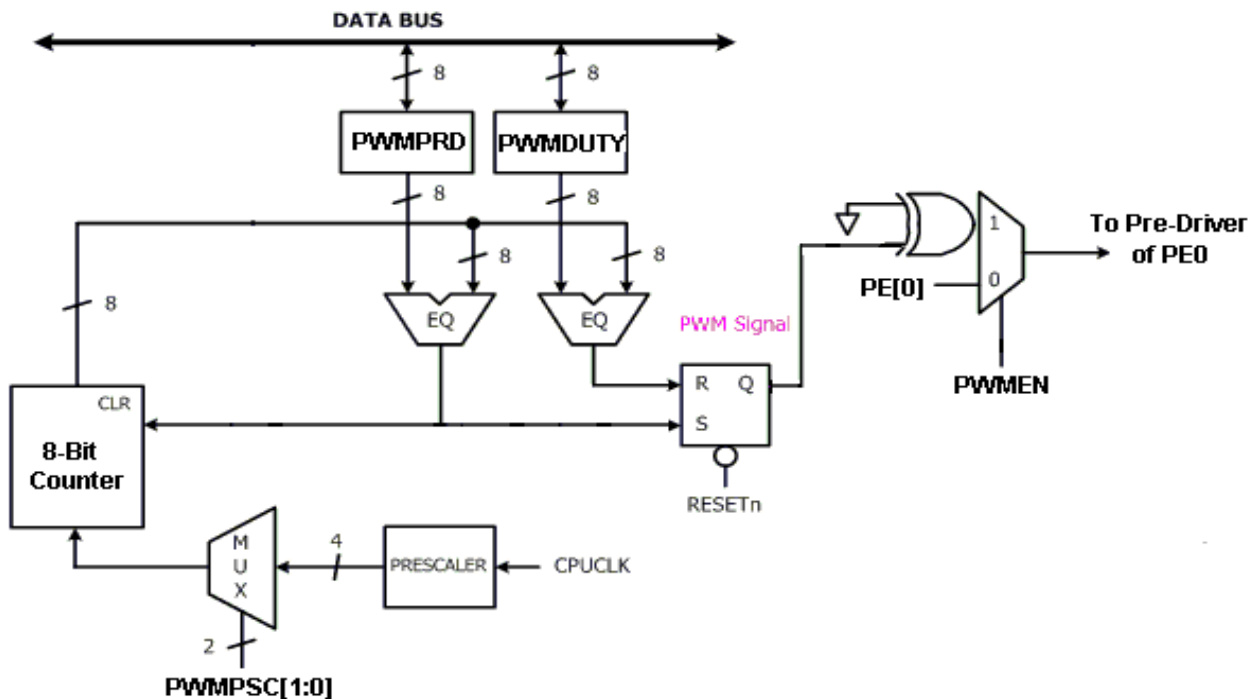 DATA BUS
8
8
PWMPRD
PWMDUTY
8
8
8
8
8
EQ
EQ
1
0
To Pre-Driver
of PE0
PE[0]
PWMEN
PWM Signal
R Q
S
RESETn
CLR
8-Bit
Counter
M
U
X
4
PRESCALER
CPUCLK
2
PWMPSC[1:0]